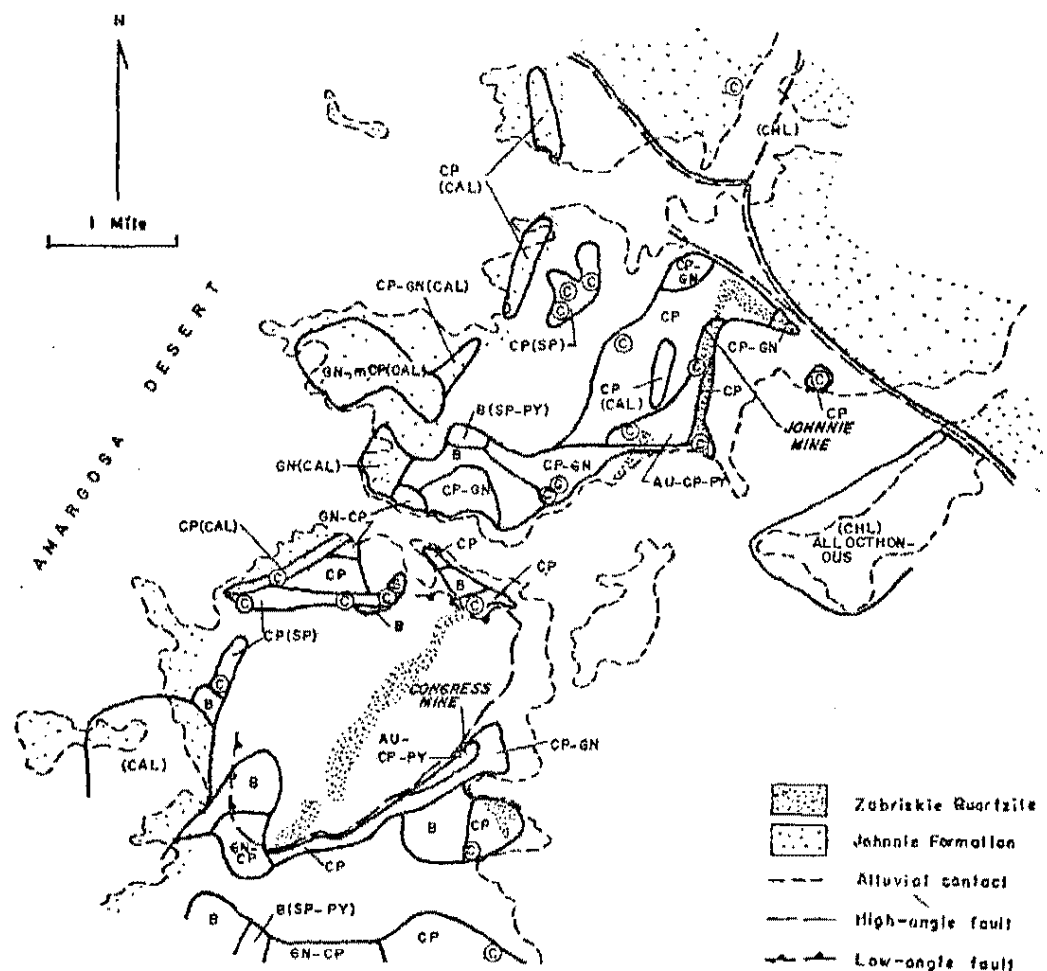 N
1 Mile
AMARGOSA DESERT
CP
(CAL)
(CHL)
C
CP-GN(CAL)
CP-
GN
C
C
C
CP(SP)
CP
C
CP-GN
GN,mCP(CAL)
CP
(CAL)
C
CP
C
CP
JOHNNIE
MINE
B(SP-PY)
B
C
C
GN(CAL)
CP-GN
CP-GN
C
C
AU-CP-PY
GN-CP
(CHL)
ALLOCTHON-
OUS
CP(CAL)
C
CP
CP
B
C
CP
C
C
C
C
B
CP(SP)
C
B
CONGRESS
MINE
AU-
CP-PY
CP-GN
(CAL)
B
GN-
CP
CP
B
CP
C
B
B(SP-PY)
GN-CP
CP
C
Zabriskie Quartzite
Johnnie Formation
Alluvial contact
High-angle fault
Low-angle fault